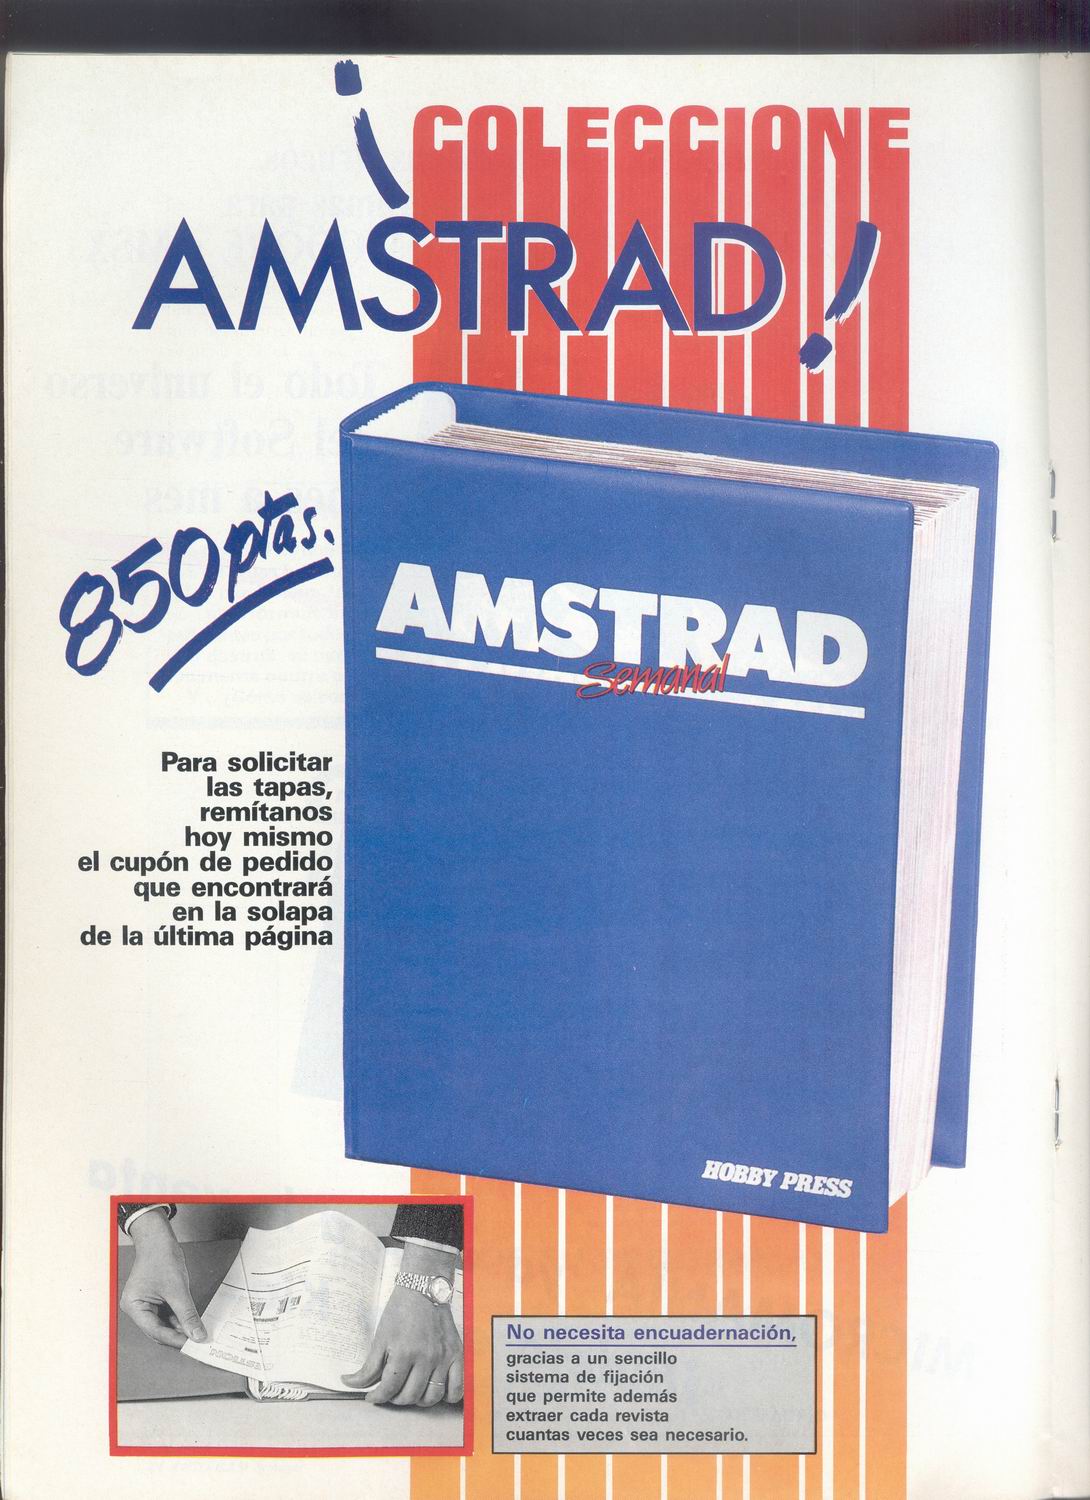 ¡COLECCIONE
AMSTRAD!
850 ptas.
AMSTRAD
Semanal
Para solicitar
las tapas,
remítanos
hoy mismo
el cupón de pedido
que encontrará
en la solapa
de la última página
HOBBY PRESS
No necesita encuadernación,
gracias a un sencillo
sistema de fijación
que permite además
extraer cada revista
cuantas veces sea necesario.